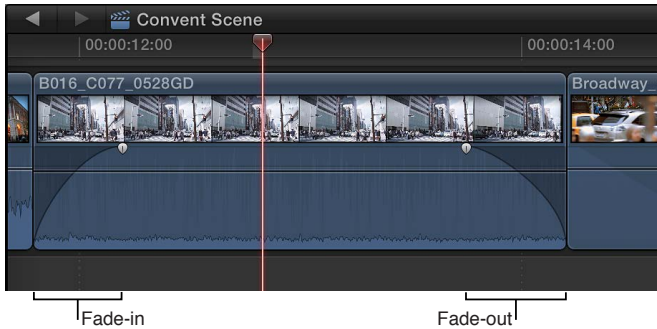 Convent Scene
00:00:12:00 00:00:14:00
B016_C077_0528GD Broadway_
Fade-in Fade-out